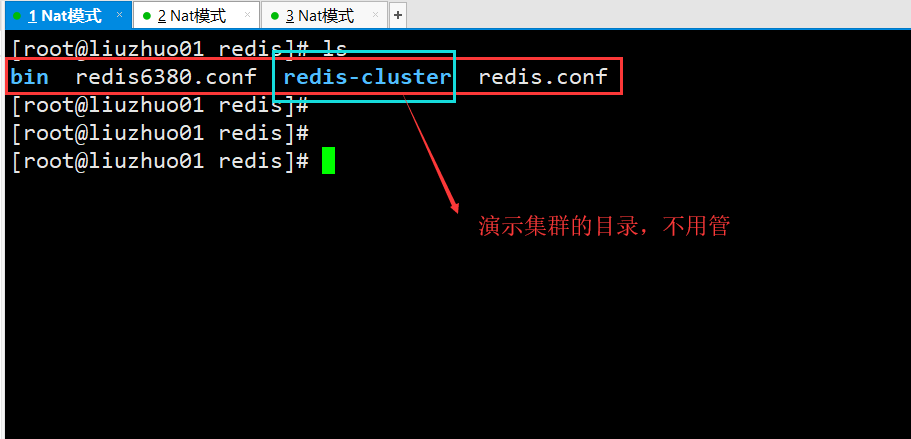 1 Nat模式 × 2 Nat模式 × 3 Nat模式 × +
[root@liuzhuo01 redis]# ls
bin redis6380.conf redis-cluster redis.conf
[root@liuzhuo01 redis]#
[root@liuzhuo01 redis]#
[root@liuzhuo01 redis]#
演示集群的目录，不用管